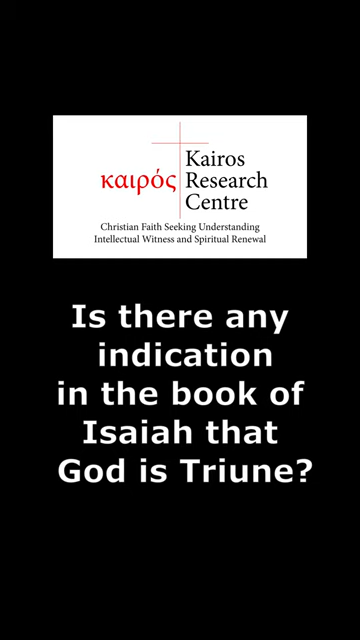 Kairos
καιρός Research
Centre
Christian Faith Seeking Understanding
Intellectual Witness and Spiritual Renewal
Is there any
indication
in the book of
Isaiah that
God is Triune?